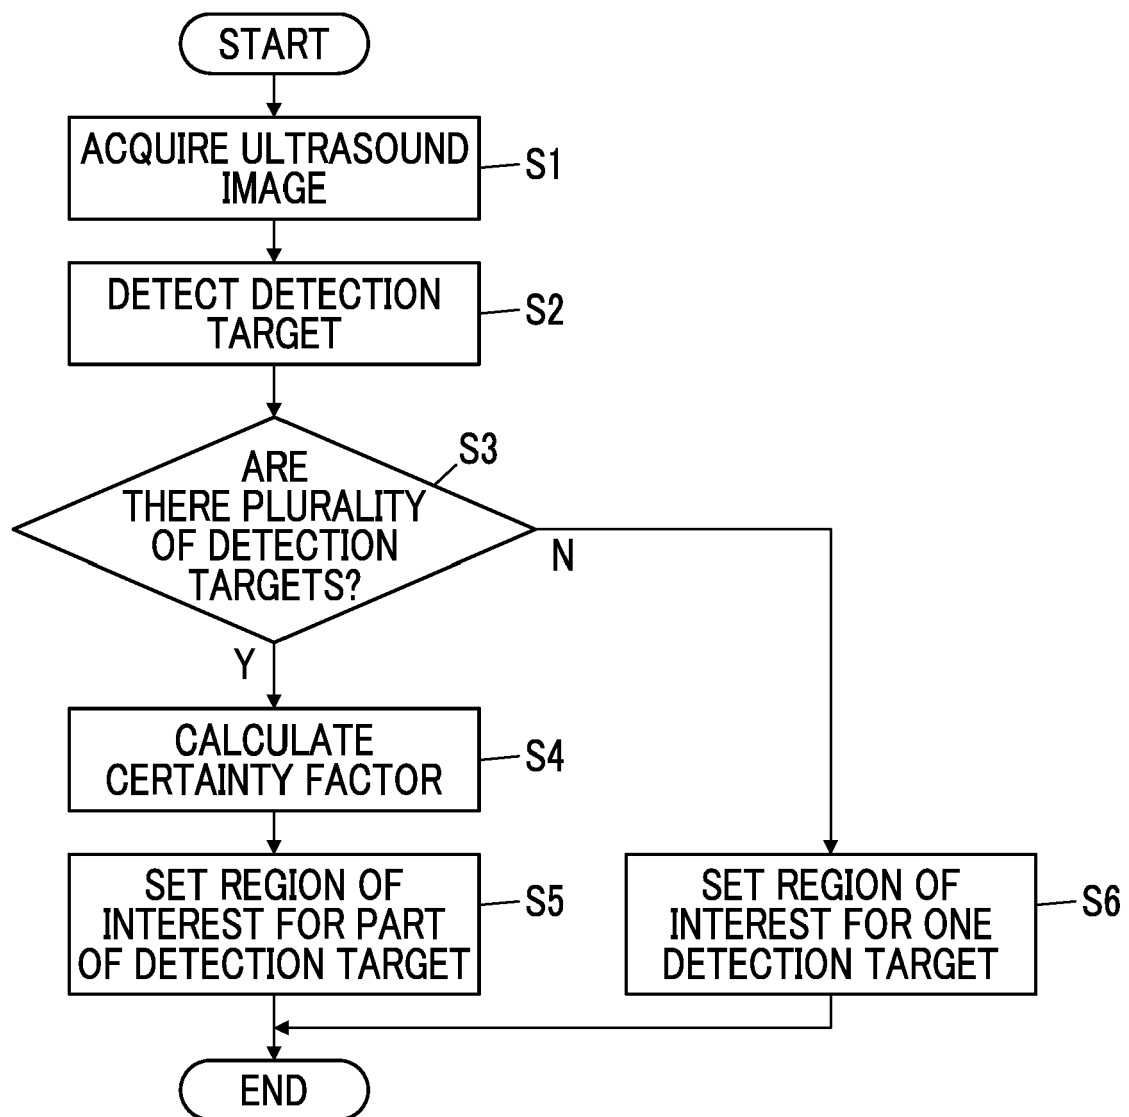 START
ACQUIRE ULTRASOUND
IMAGE
S1
DETECT DETECTION
TARGET
S2
ARE
THERE PLURALITY
OF DETECTION
TARGETS?
S3
N
Y
CALCULATE
CERTAINTY FACTOR
S4
SET REGION OF
INTEREST FOR PART
OF DETECTION TARGET
S5
SET REGION OF
INTEREST FOR ONE
DETECTION TARGET
S6
END